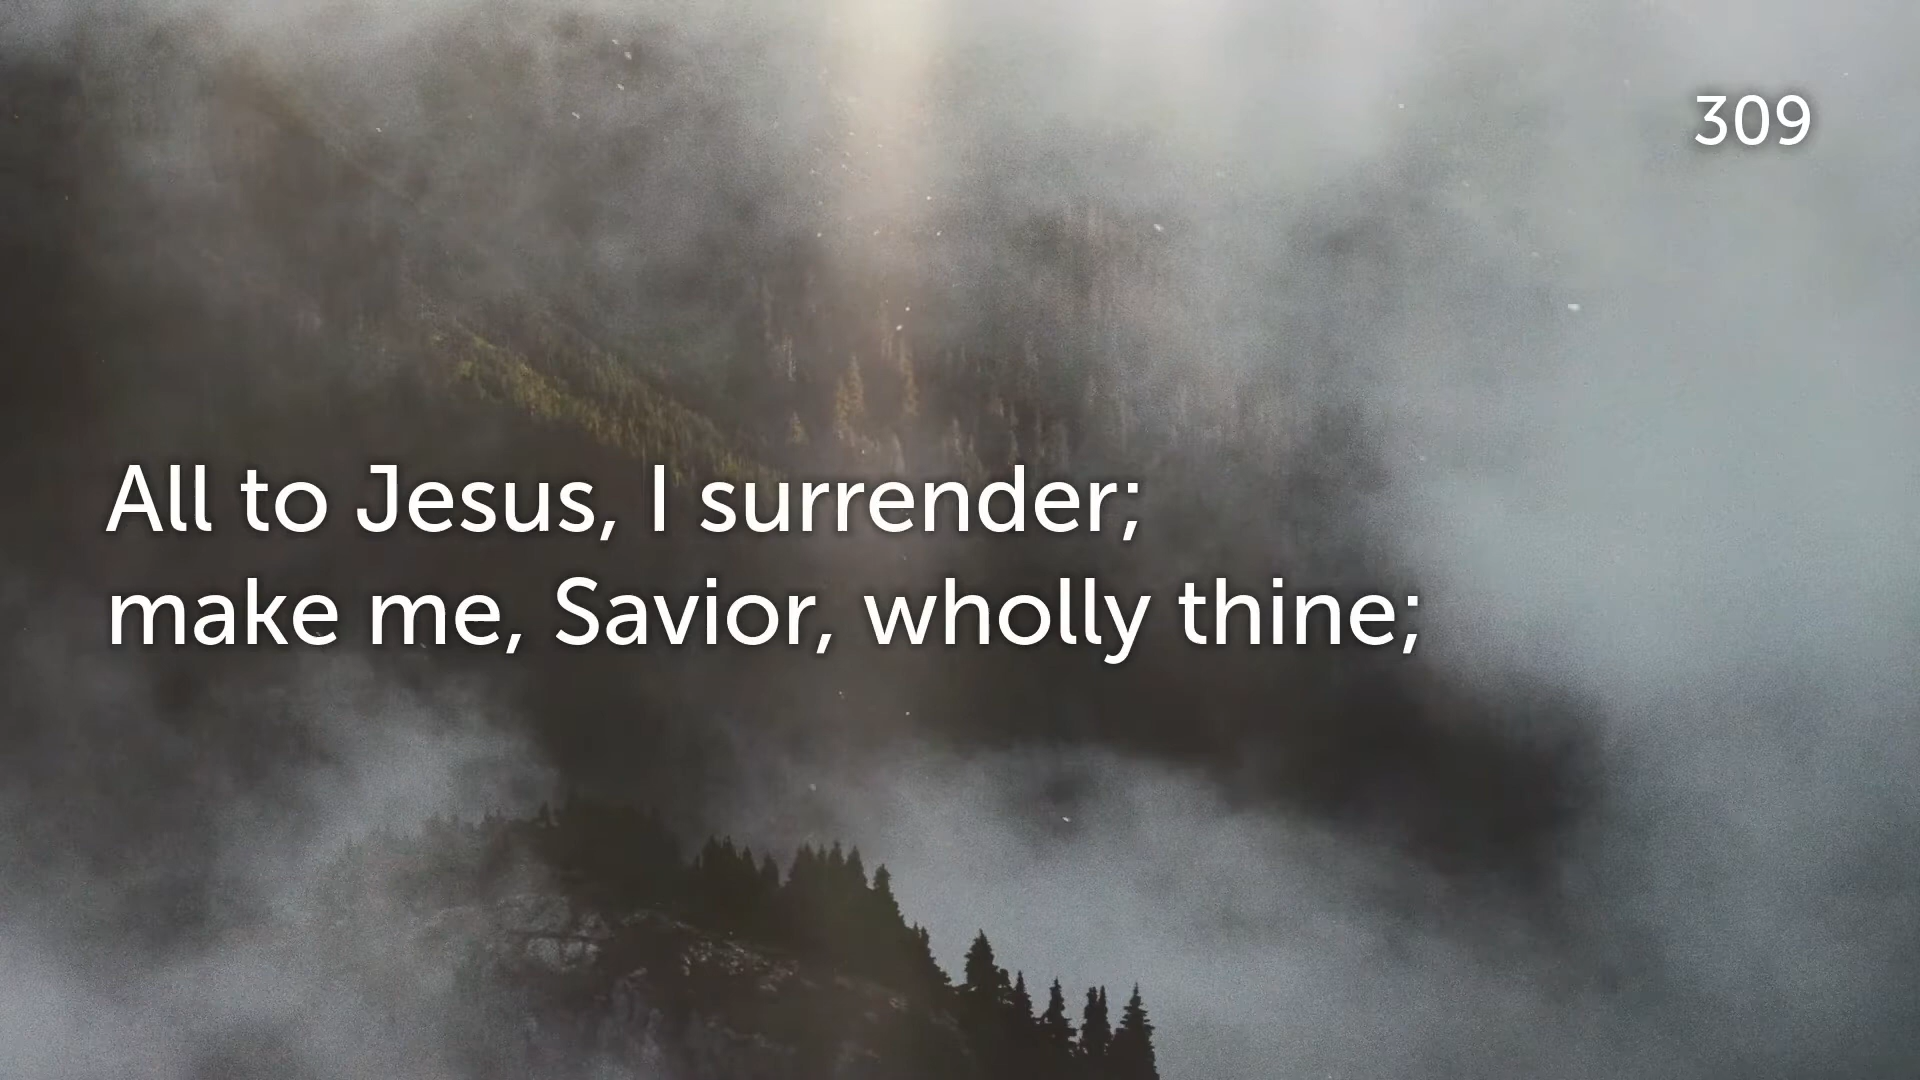 309
All to Jesus, I surrender;
make me, Savior, wholly thine;